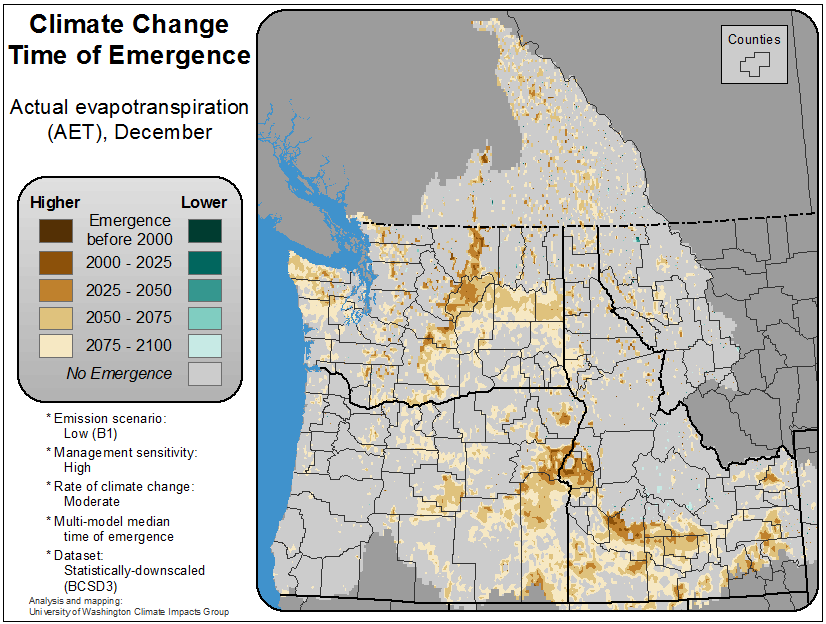 Climate Change
Time of Emergence
Actual evapotranspiration
(AET), December
Higher Lower
Emergence
before 2000
2000 - 2025
2025 - 2050
2050 - 2075
2075 - 2100
No Emergence
* Emission scenario:
Low (B1)
* Management sensitivity:
High
* Rate of climate change:
Moderate
* Multi-model median
time of emergence
* Dataset:
Statistically-downscaled
(BCSD3)
Analysis and mapping:
University of Washington Climate Impacts Group
Counties